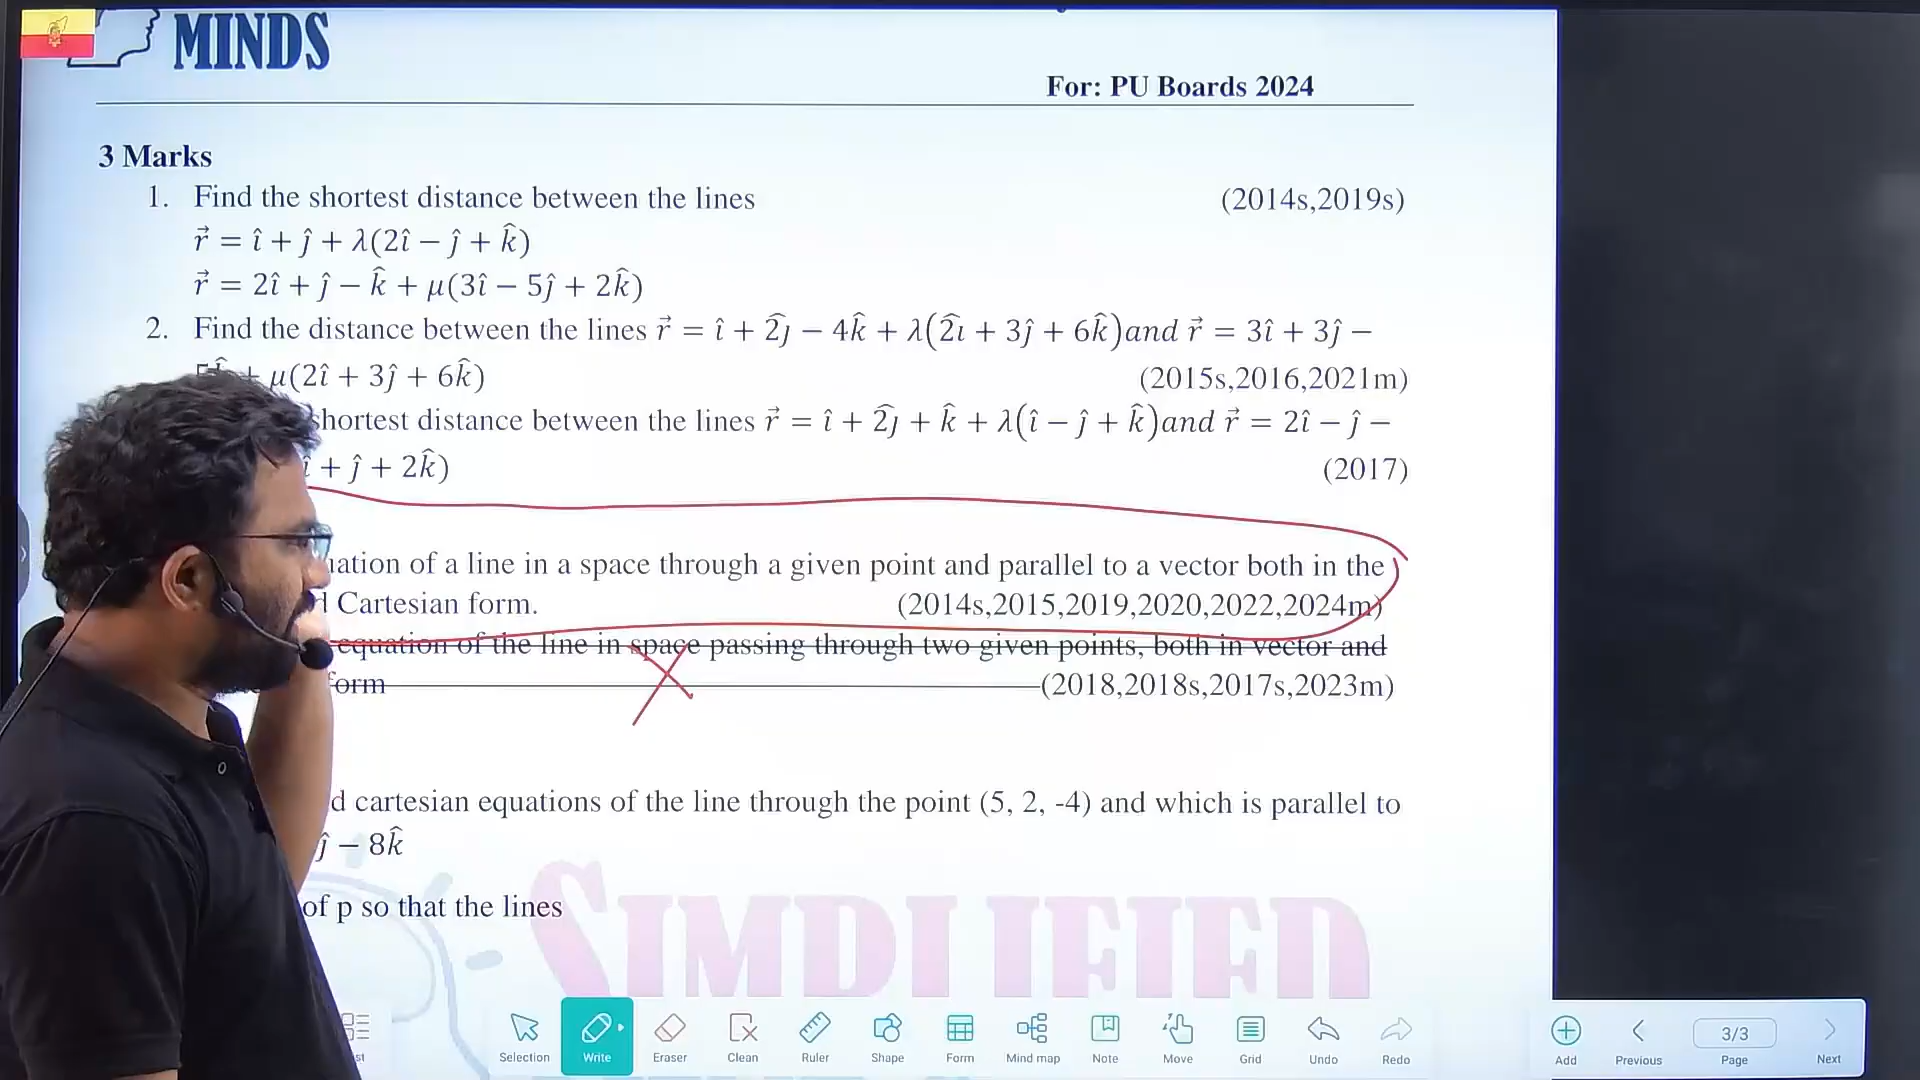 MINDS
For: PU Boards 2024
3 Marks
1. Find the shortest distance between the lines (2014s,2019s)
r⃗ = î + ĵ + λ(2î − ĵ + k̂)
r⃗ = 2î + ĵ − k̂ + μ(3î − 5ĵ + 2k̂)
2. Find the distance between the lines r⃗ = î + 2ĵ − 4k̂ + λ(2î + 3ĵ + 6k̂)and r⃗ = 3î + 3ĵ −
+ μ(2î + 3ĵ + 6k̂) (2015s,2016,2021m)
shortest distance between the lines r⃗ = î + 2ĵ + k̂ + λ(î − ĵ + k̂)and r⃗ = 2î − ĵ −
+ ĵ + 2k̂) (2017)
of a line in a space through a given point and parallel to a vector both in the
Cartesian form. (2014s,2015,2019,2020,2022,2024m)
equation of the line in space passing through two given points, both in vector and
(2018,2018s,2017s,2023m)
cartesian equations of the line through the point (5, 2, -4) and which is parallel to
ĵ − 8k̂
of p so that the lines
Selection Write Eraser Clean Ruler Shape Form Mind map Note Move Grid Undo Redo Add Previous 3/3 Page Next